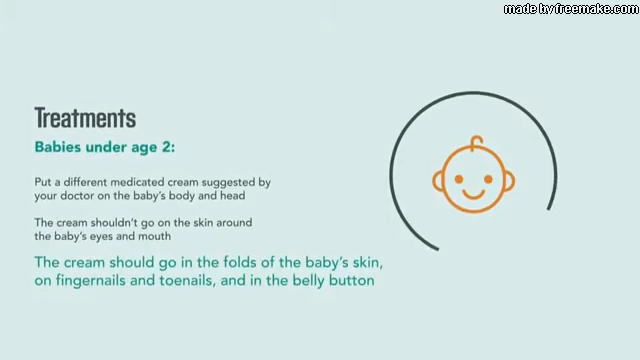 made by freemake.com
Treatments
Babies under age 2:
Put a different medicated cream suggested by
your doctor on the baby's body and head
The cream shouldn't go on the skin around
the baby's eyes and mouth
The cream should go in the folds of the baby's skin,
on fingernails and toenails, and in the belly button